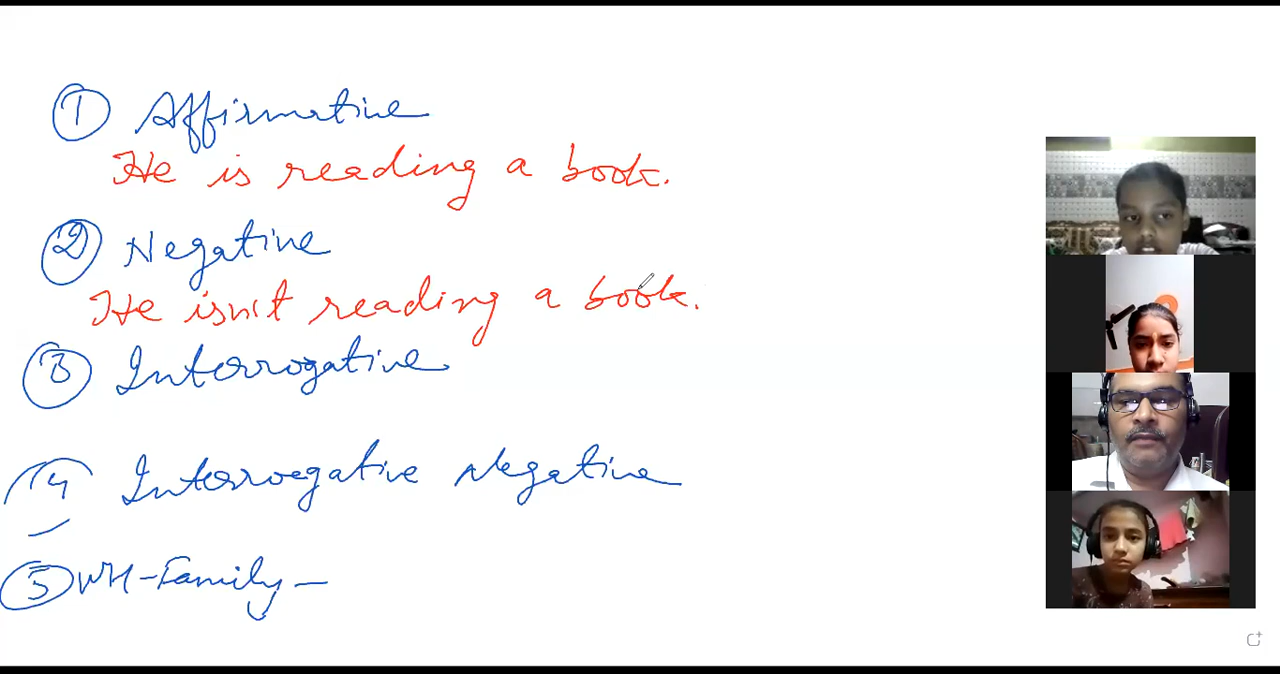 ① Affirmative
He is reading a book.
② Negative
He isn't reading a book.
③ Interrogative
4 Interroegative Negative
⑤ WH-Family-